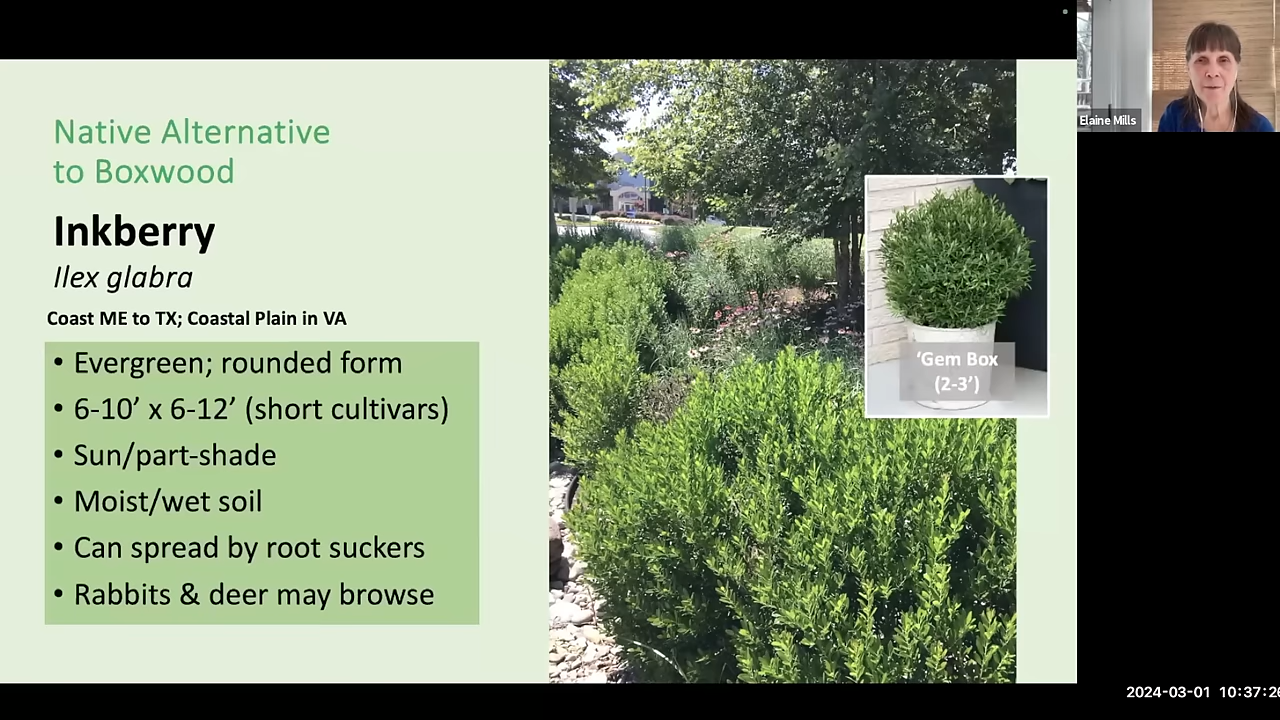 Native Alternative
to Boxwood
Inkberry
Ilex glabra
Coast ME to TX; Coastal Plain in VA
• Evergreen; rounded form
• 6-10’ x 6-12’ (short cultivars)
• Sun/part-shade
• Moist/wet soil
• Can spread by root suckers
• Rabbits & deer may browse
‘Gem Box
(2-3’)
Elaine Mills
2024-03-01 10:37:26